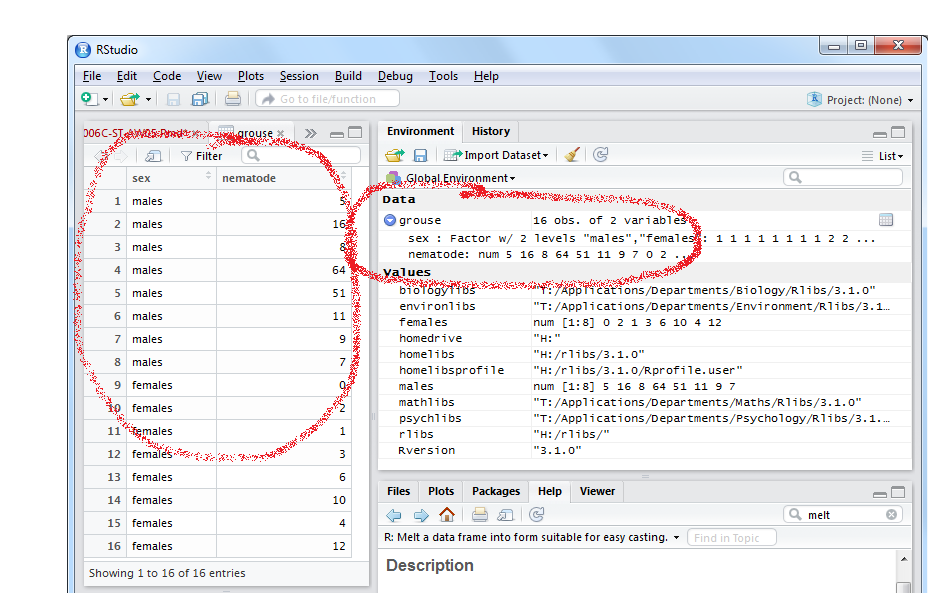 RStudio
File Edit Code View Plots Session Build Debug Tools Help
Go to file/function Project: (None)
grouse
Filter
sex nematode
1 males 5
2 males 16
3 males 8
4 males 64
5 males 51
6 males 11
7 males 9
8 males 7
9 females 0
10 females 2
11 females 1
12 females 3
13 females 6
14 females 10
15 females 4
16 females 12
Showing 1 to 16 of 16 entries
Environment History
Import Dataset List
Global Environment
Data
grouse 16 obs. of 2 variables
sex : Factor w/ 2 levels "males","females": 1 1 1 1 1 1 1 1 2 2 ...
nematode: num 5 16 8 64 51 11 9 7 0 2 ...
Values
biologylibs "T:/Applications/Departments/Biology/Rlibs/3.1.0"
environlibs "T:/Applications/Departments/Environment/Rlibs/3.1…
females num [1:8] 0 2 1 3 6 10 4 12
homedrive "H:"
homelibs "H:/rlibs/3.1.0"
homelibsprofile "H:/rlibs/3.1.0/Rprofile.user"
males num [1:8] 5 16 8 64 51 11 9 7
mathlibs "T:/Applications/Departments/Maths/Rlibs/3.1.0"
psychlibs "T:/Applications/Departments/Psychology/Rlibs/3.1.…
rlibs "H:/rlibs/"
Rversion "3.1.0"
Files Plots Packages Help Viewer
melt
R: Melt a data frame into form suitable for easy casting. Find in Topic
Description